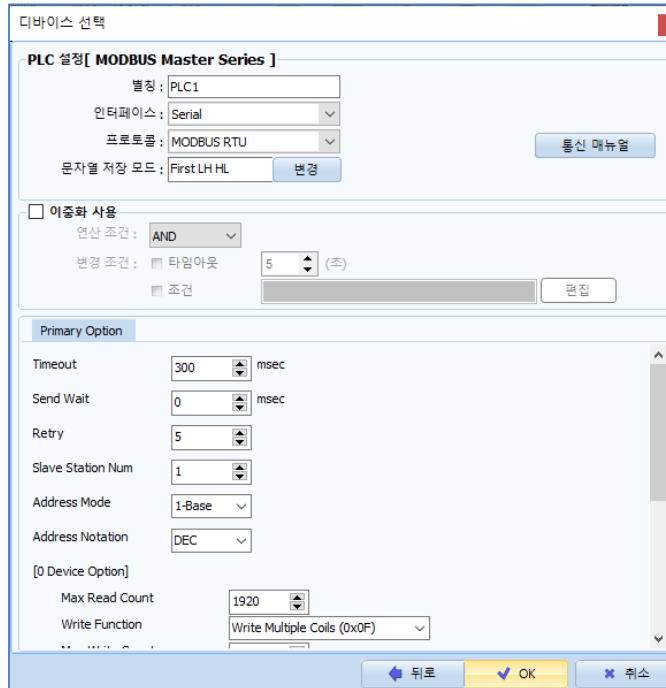 디바이스 선택
PLC 설정[ MODBUS Master Series ]
별칭 : PLC1
인터페이스 : Serial
프로토콜 : MODBUS RTU
통신 매뉴얼
문자열 저장 모드 : First LH HL 변경
이중화 사용
연산 조건 : AND
변경 조건 : 타임아웃 5 (초)
조건 편집
Primary Option
Timeout 300 msec
Send Wait 0 msec
Retry 5
Slave Station Num 1
Address Mode 1-Base
Address Notation DEC
[0 Device Option]
Max Read Count 1920
Write Function Write Multiple Coils (0x0F)
뒤로 OK 취소